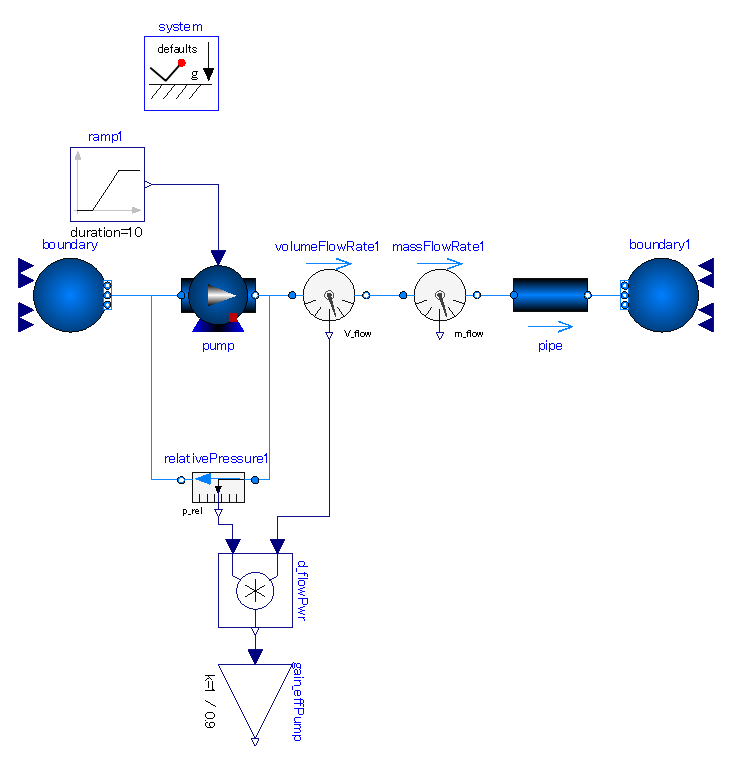 system
defaults
g
ramp1
duration=10
boundary
volumeFlowRate1
massFlowRate1
boundary1
V_flow
m_flow
pump
pipe
relativePressure1
p_rel
d_flowPwr
gain_effPump
k=1 / 0.9